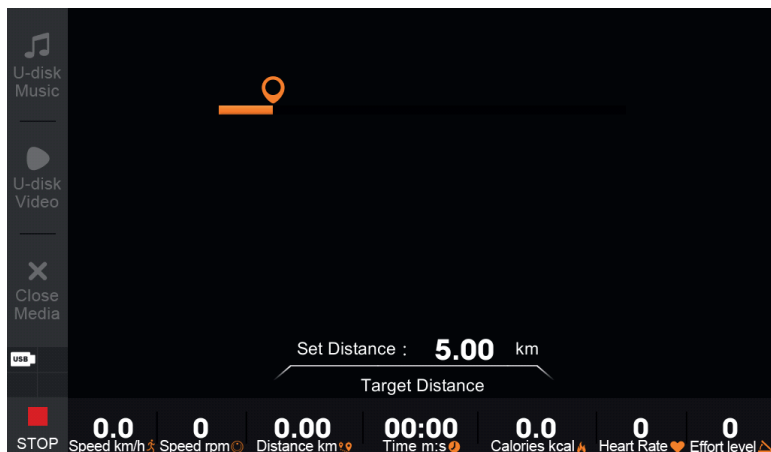 U-disk
Music
U-disk
Video
Close
Media
USB
Set Distance : 5.00 km
Target Distance
STOP
0.0 0 0.00 00:00 0.0 0 0
Speed km/h Speed rpm Distance km Time m:s Calories kcal Heart Rate Effort level